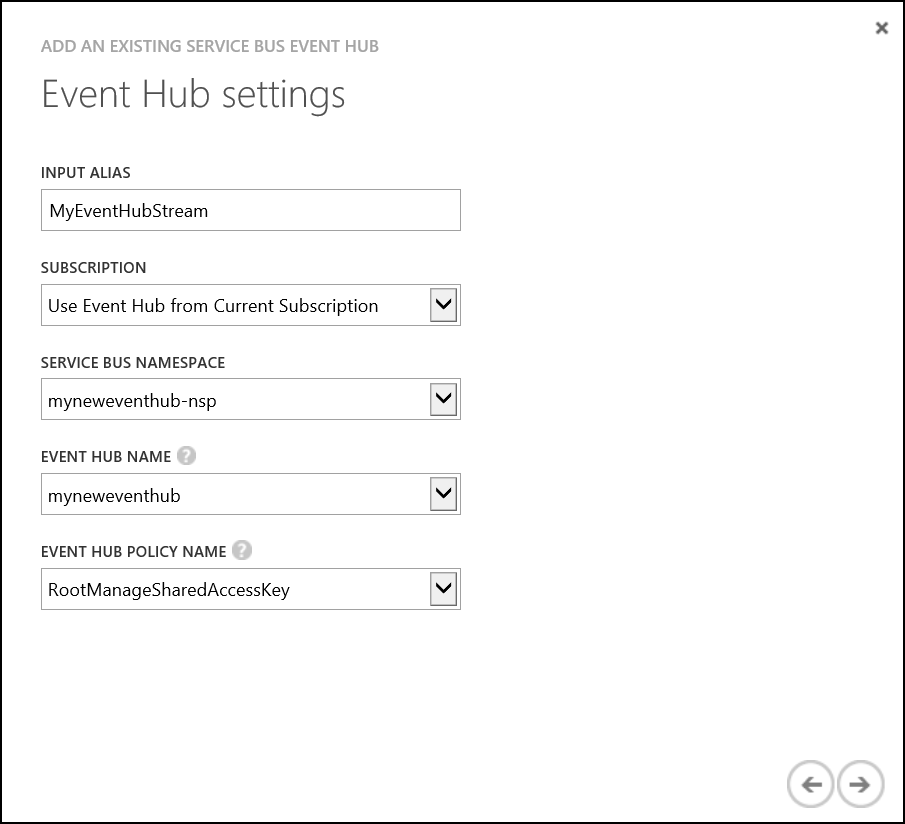 ADD AN EXISTING SERVICE BUS EVENT HUB
Event Hub settings
INPUT ALIAS
MyEventHubStream
SUBSCRIPTION
Use Event Hub from Current Subscription
SERVICE BUS NAMESPACE
myneweventhub-nsp
EVENT HUB NAME ?
myneweventhub
EVENT HUB POLICY NAME ?
RootManageSharedAccessKey